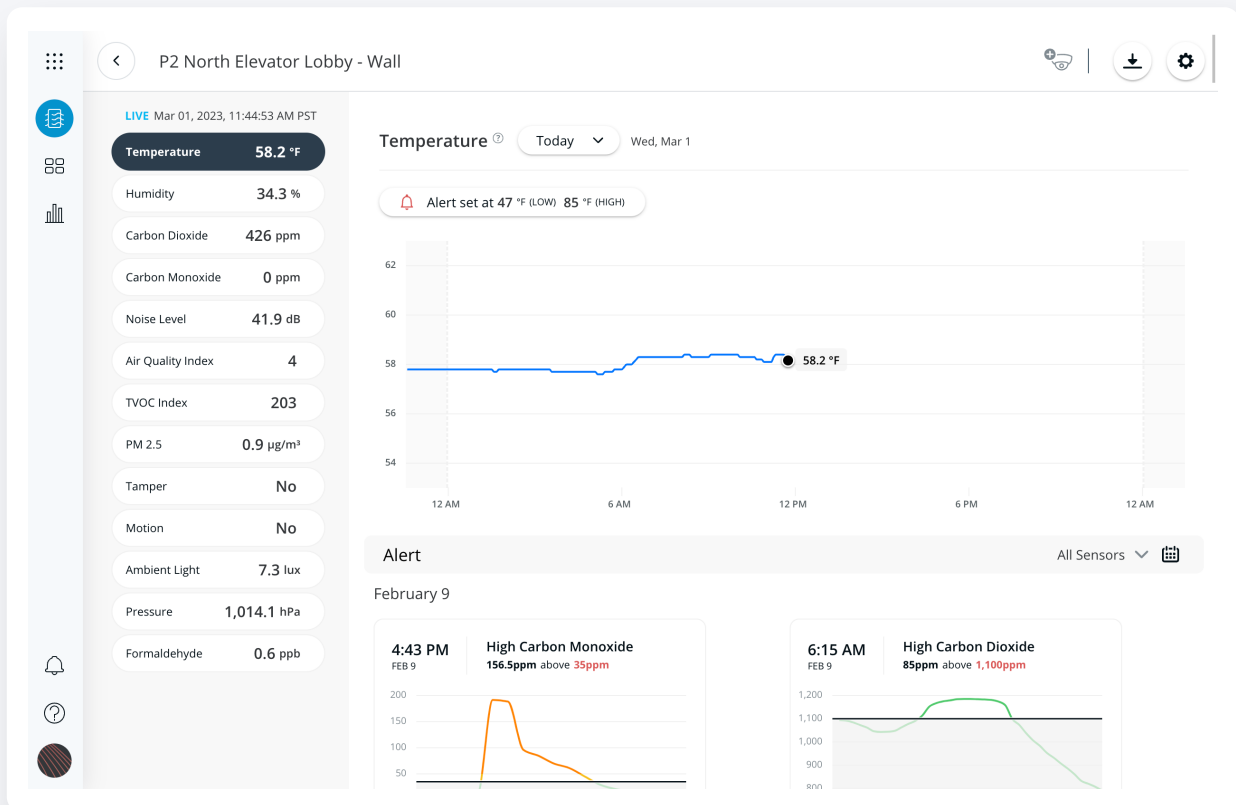 P2 North Elevator Lobby - Wall
LIVE Mar 01, 2023, 11:44:53 AM PST
Temperature 58.2 °F
Humidity 34.3 %
Carbon Dioxide 426 ppm
Carbon Monoxide 0 ppm
Noise Level 41.9 dB
Air Quality Index 4
TVOC Index 203
PM 2.5 0.9 µg/m³
Tamper No
Motion No
Ambient Light 7.3 lux
Pressure 1,014.1 hPa
Formaldehyde 0.6 ppb
Temperature ? Today Wed, Mar 1
Alert set at 47 °F (LOW) 85 °F (HIGH)
62
60
58
56
54
58.2 °F
12 AM 6 AM 12 PM 6 PM 12 AM
Alert All Sensors
February 9
4:43 PM
FEB 9
High Carbon Monoxide
156.5ppm above 35ppm
200
150
100
50
6:15 AM
FEB 9
High Carbon Dioxide
85ppm above 1,100ppm
1,200
1,100
1,000
900
800
?